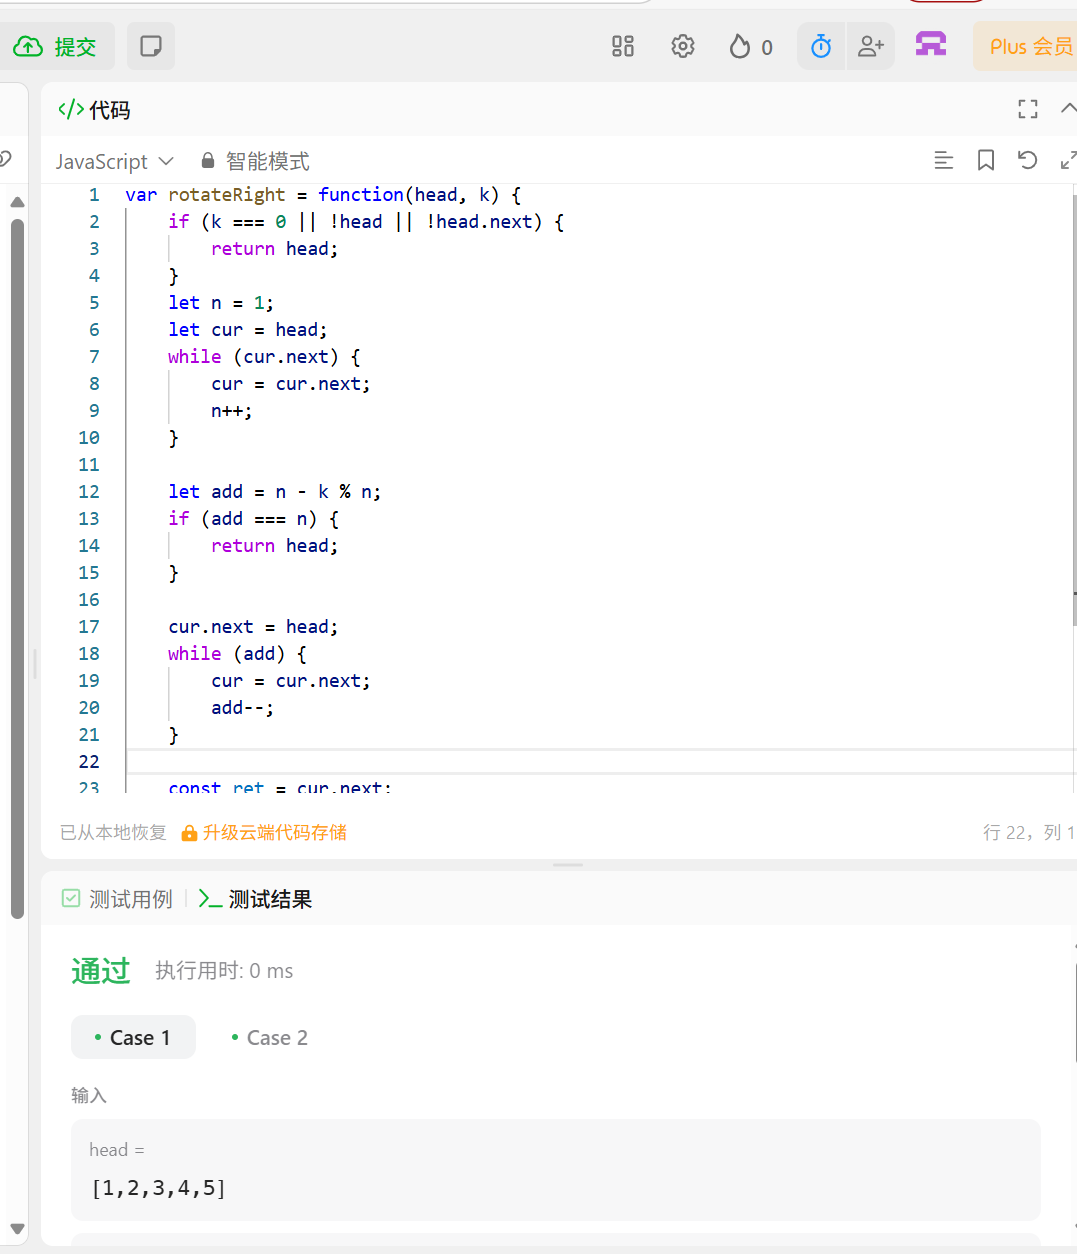 提交
0
Plus 会员
</> 代码
JavaScript 智能模式
1 var rotateRight = function(head, k) {
2 if (k === 0 || !head || !head.next) {
3 return head;
4 }
5 let n = 1;
6 let cur = head;
7 while (cur.next) {
8 cur = cur.next;
9 n++;
10 }
11
12 let add = n - k % n;
13 if (add === n) {
14 return head;
15 }
16
17 cur.next = head;
18 while (add) {
19 cur = cur.next;
20 add--;
21 }
22
23 const ret = cur.next;
已从本地恢复 升级云端代码存储 行 22，列 1
测试用例 测试结果
通过 执行用时: 0 ms
Case 1 Case 2
输入
head =
[1,2,3,4,5]